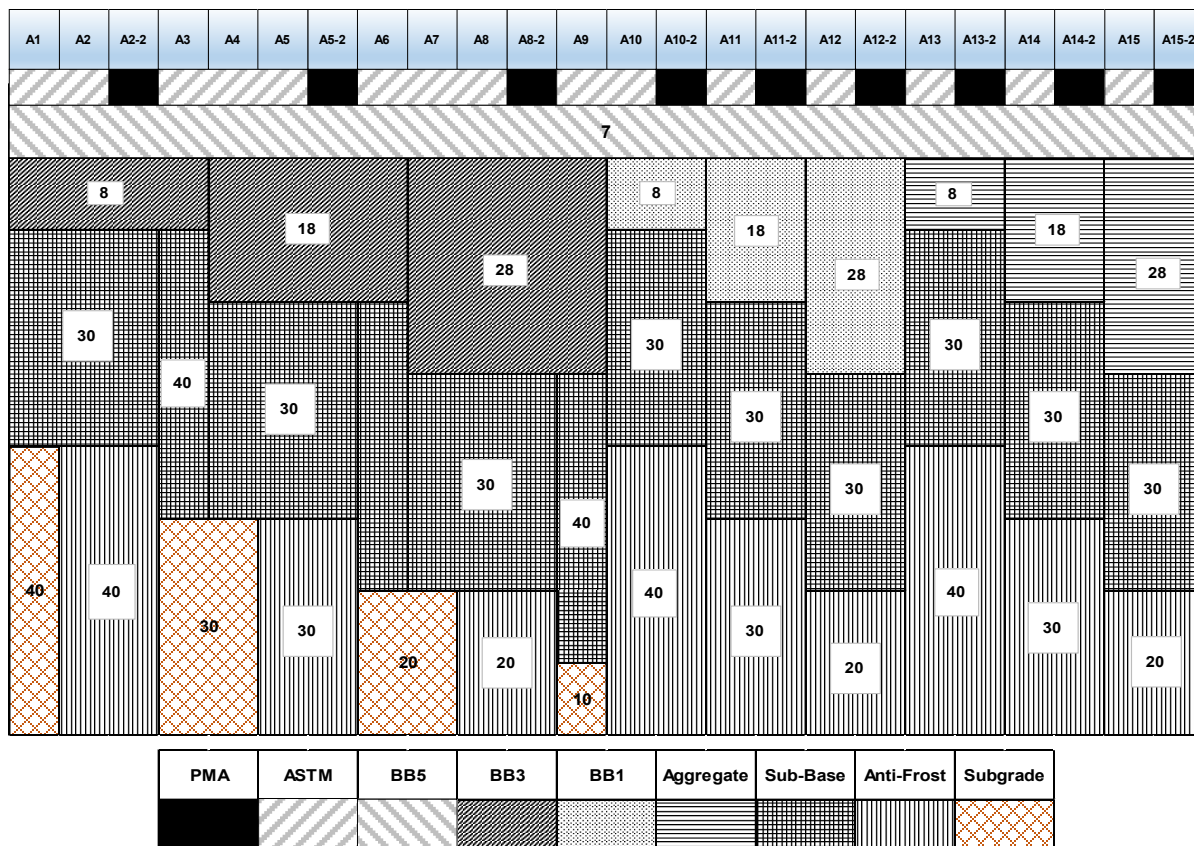 A1 A2 A2-2 A3 A4 A5 A5-2 A6 A7 A8 A8-2 A9 A10 A10-2 A11 A11-2 A12 A12-2 A13 A13-2 A14 A14-2 A15 A15-2
7
8 18 28 8 18 28 8 18 28
30 40 30 30 40 30 30 30 30 30 30
40 40 30 30 20 20 10 40 30 20 40 30 20
PMA ASTM BB5 BB3 BB1 Aggregate Sub-Base Anti-Frost Subgrade